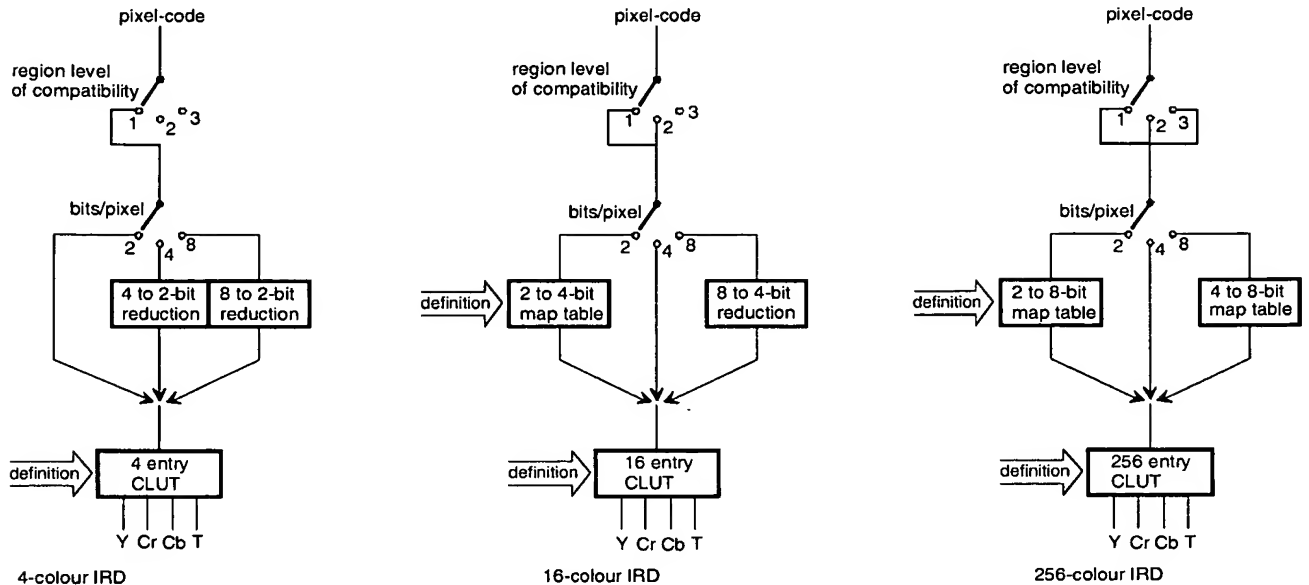 pixel-code
region level
of compatibility
1
2
3
bits/pixel
2
4
8
4 to 2-bit
reduction
8 to 2-bit
reduction
definition
4 entry
CLUT
Y Cr Cb T
4-colour IRD
pixel-code
region level
of compatibility
1
2
3
bits/pixel
2
4
8
definition
2 to 4-bit
map table
8 to 4-bit
reduction
definition
16 entry
CLUT
Y Cr Cb T
16-colour IRD
pixel-code
region level
of compatibility
1
2
3
bits/pixel
2
4
8
definition
2 to 8-bit
map table
4 to 8-bit
map table
definition
256 entry
CLUT
Y Cr Cb T
256-colour IRD